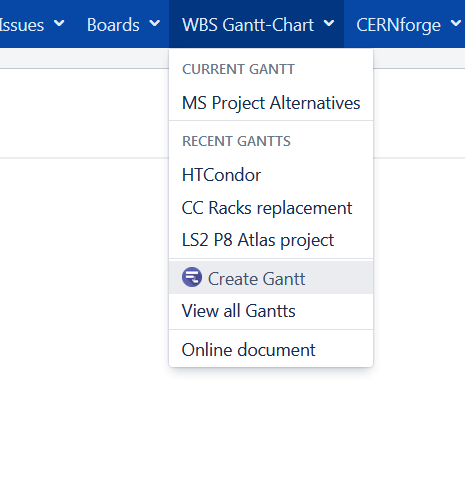 Issues Boards WBS Gantt-Chart CERNforge
CURRENT GANTT
MS Project Alternatives
RECENT GANTTS
HTCondor
CC Racks replacement
LS2 P8 Atlas project
Create Gantt
View all Gantts
Online document